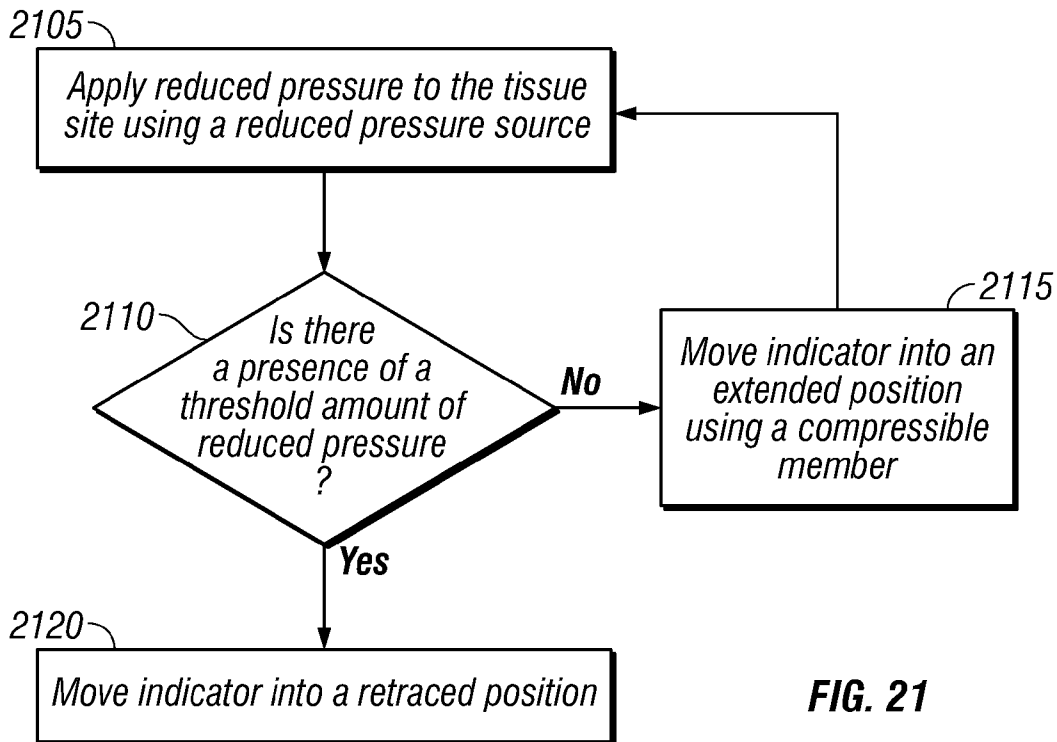 2105
Apply reduced pressure to the tissue
site using a reduced pressure source
2110
Is there
a presence of a
threshold amount of
reduced pressure
?
No
2115
Move indicator into an
extended position
using a compressible
member
Yes
2120
Move indicator into a retraced position
FIG. 21